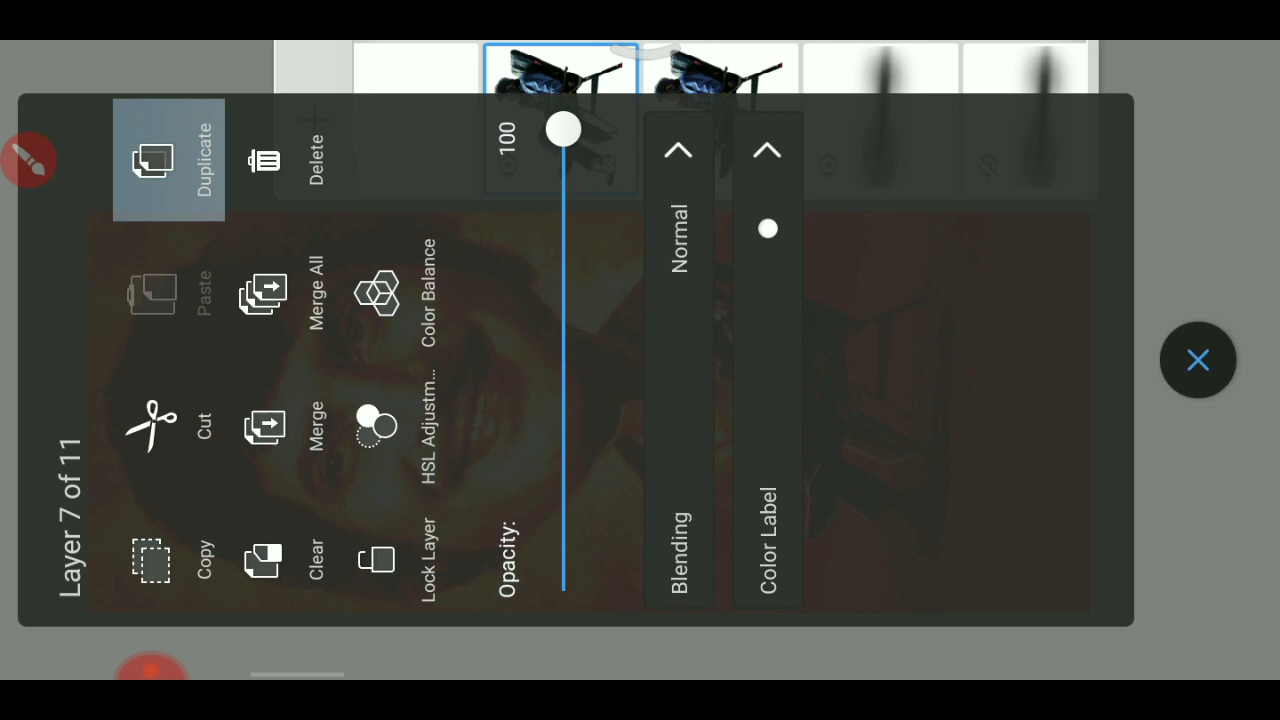 Layer 7 of 11
Copy
Cut
Paste
Duplicate
Clear
Merge
Merge All
Delete
Lock Layer
HSL Adjustm...
Color Balance
Opacity:
100
Blending
Normal
Color Label